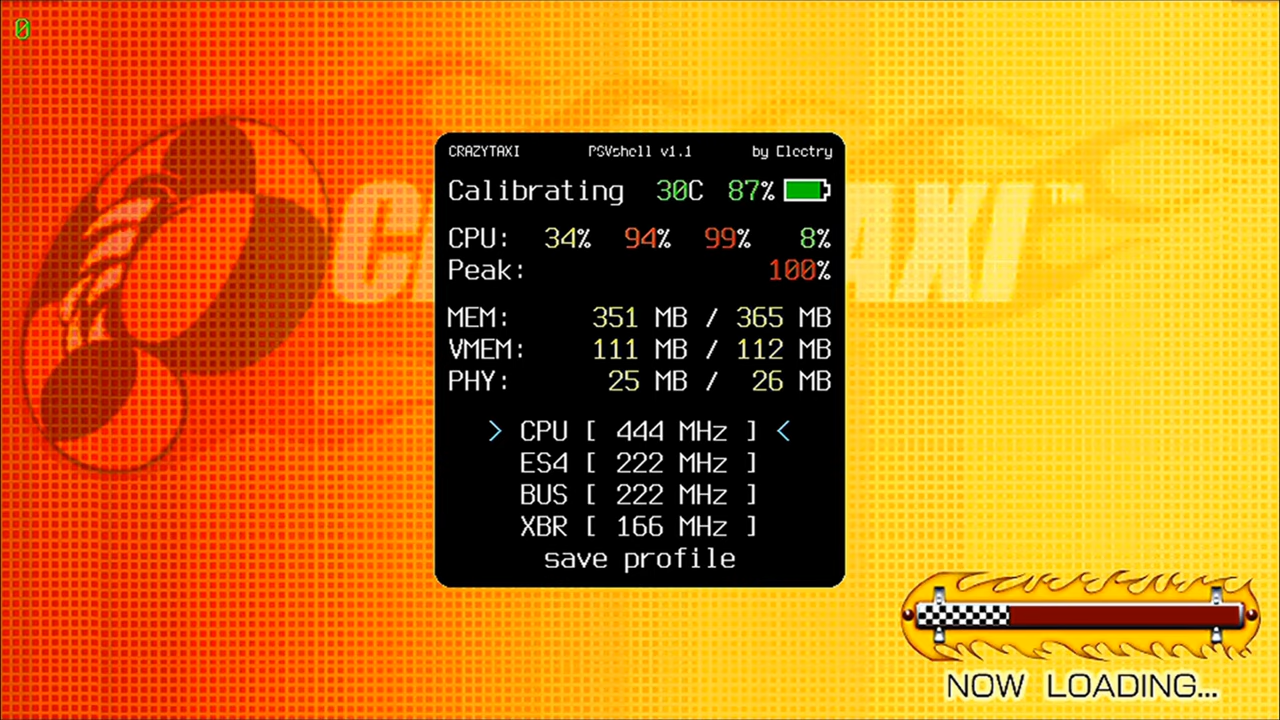 0
CRAZYTAXI PSVshell v1.1 by Electry
Calibrating 30C 87%
CPU: 34% 94% 99% 8%
Peak: 100%
MEM: 351 MB / 365 MB
VMEM: 111 MB / 112 MB
PHY: 25 MB / 26 MB
> CPU [ 444 MHz ] <
ES4 [ 222 MHz ]
BUS [ 222 MHz ]
XBR [ 166 MHz ]
save profile
C AXI™
NOW LOADING...